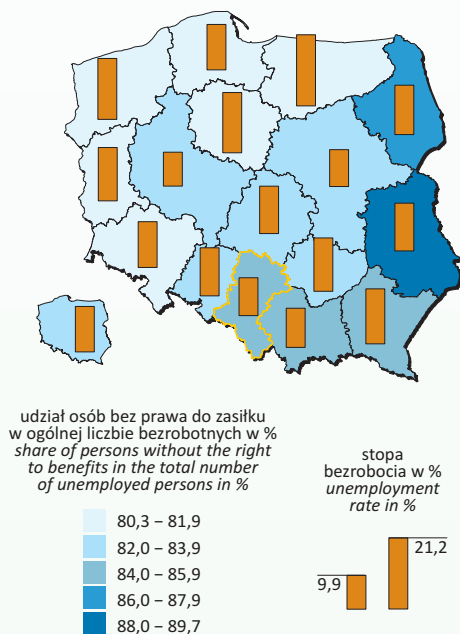 udział osób bez prawa do zasiłku
w ogólnej liczbie bezrobotnych w %
share of persons without the right
to benefits in the total number
of unemployed persons in %
80,3 – 81,9
82,0 – 83,9
84,0 – 85,9
86,0 – 87,9
88,0 – 89,7
stopa
bezrobocia w %
unemployment
rate in %
21,2
9,9